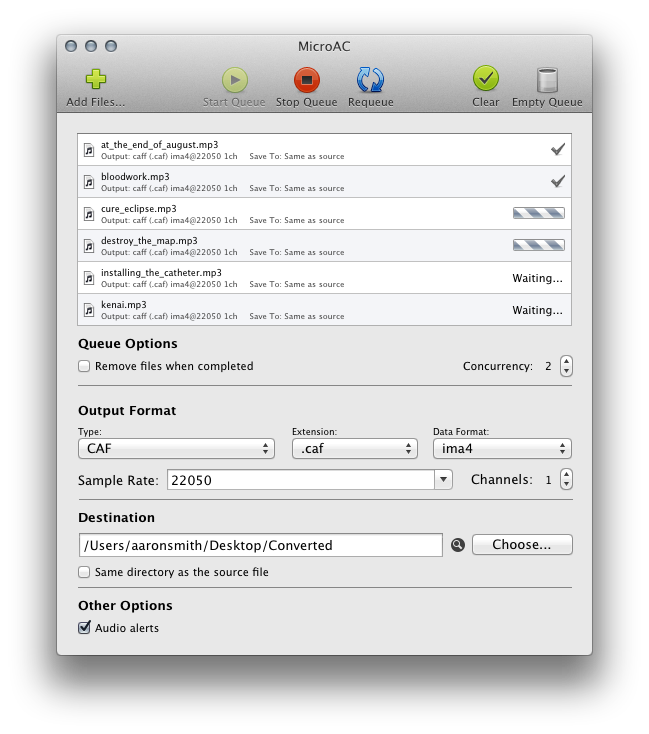 MicroAC
Add Files... Start Queue Stop Queue Requeue Clear Empty Queue
at_the_end_of_august.mp3
Output: caff (.caf) ima4@22050 1ch Save To: Same as source
bloodwork.mp3
Output: caff (.caf) ima4@22050 1ch Save To: Same as source
cure_eclipse.mp3
Output: caff (.caf) ima4@22050 1ch Save To: Same as source
destroy_the_map.mp3
Output: caff (.caf) ima4@22050 1ch Save To: Same as source
installing_the_catheter.mp3
Output: caff (.caf) ima4@22050 1ch Save To: Same as source
Waiting...
kenai.mp3
Output: caff (.caf) ima4@22050 1ch Save To: Same as source
Waiting...
Queue Options
Remove files when completed Concurrency: 2
Output Format
Type: Extension: Data Format:
CAF .caf ima4
Sample Rate: 22050 Channels: 1
Destination
/Users/aaronsmith/Desktop/Converted Choose...
Same directory as the source file
Other Options
Audio alerts